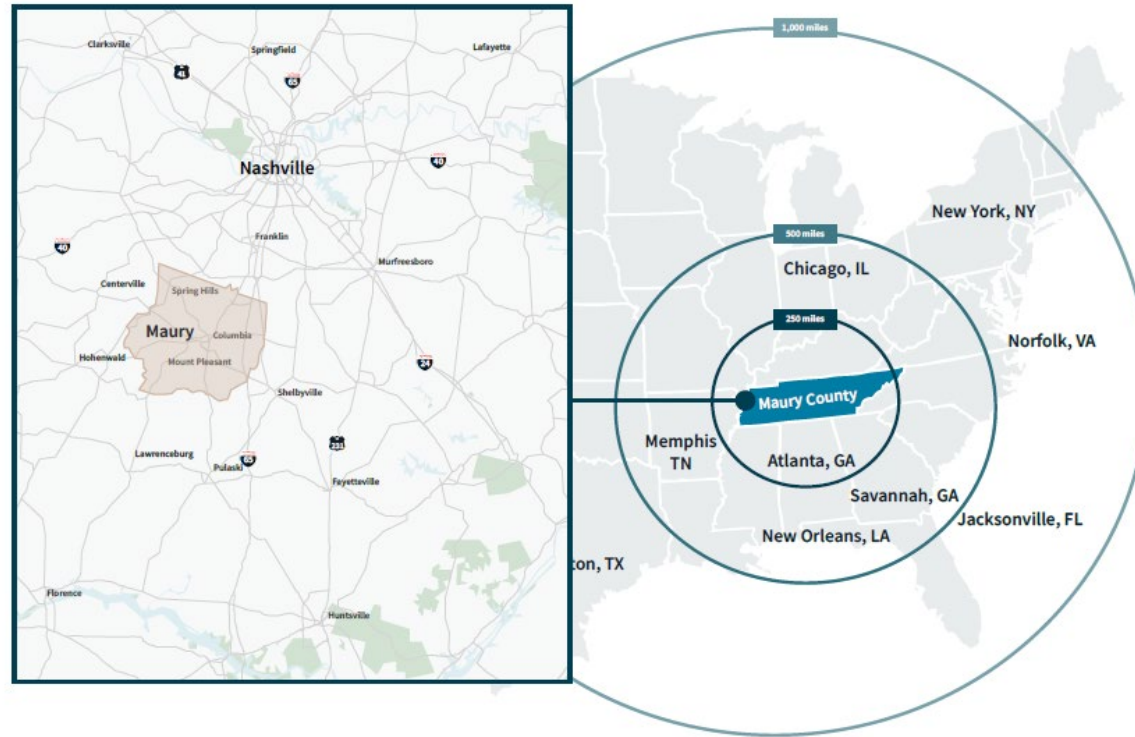 Clarksville
Springfield
Lafayette
41
65
Nashville
40
Franklin
40
Murfreesboro
Centerville
Spring Hills
Maury
Columbia
Hohenwald
Mount Pleasant
24
Shelbyville
231
Lawrenceburg
65
Pulaski
Fayetteville
Florence
Huntsville
1,000 miles
New York, NY
500 miles
Chicago, IL
250 miles
Norfolk, VA
Maury County
Memphis
TN
Atlanta, GA
Savannah, GA
Jacksonville, FL
New Orleans, LA
ton, TX